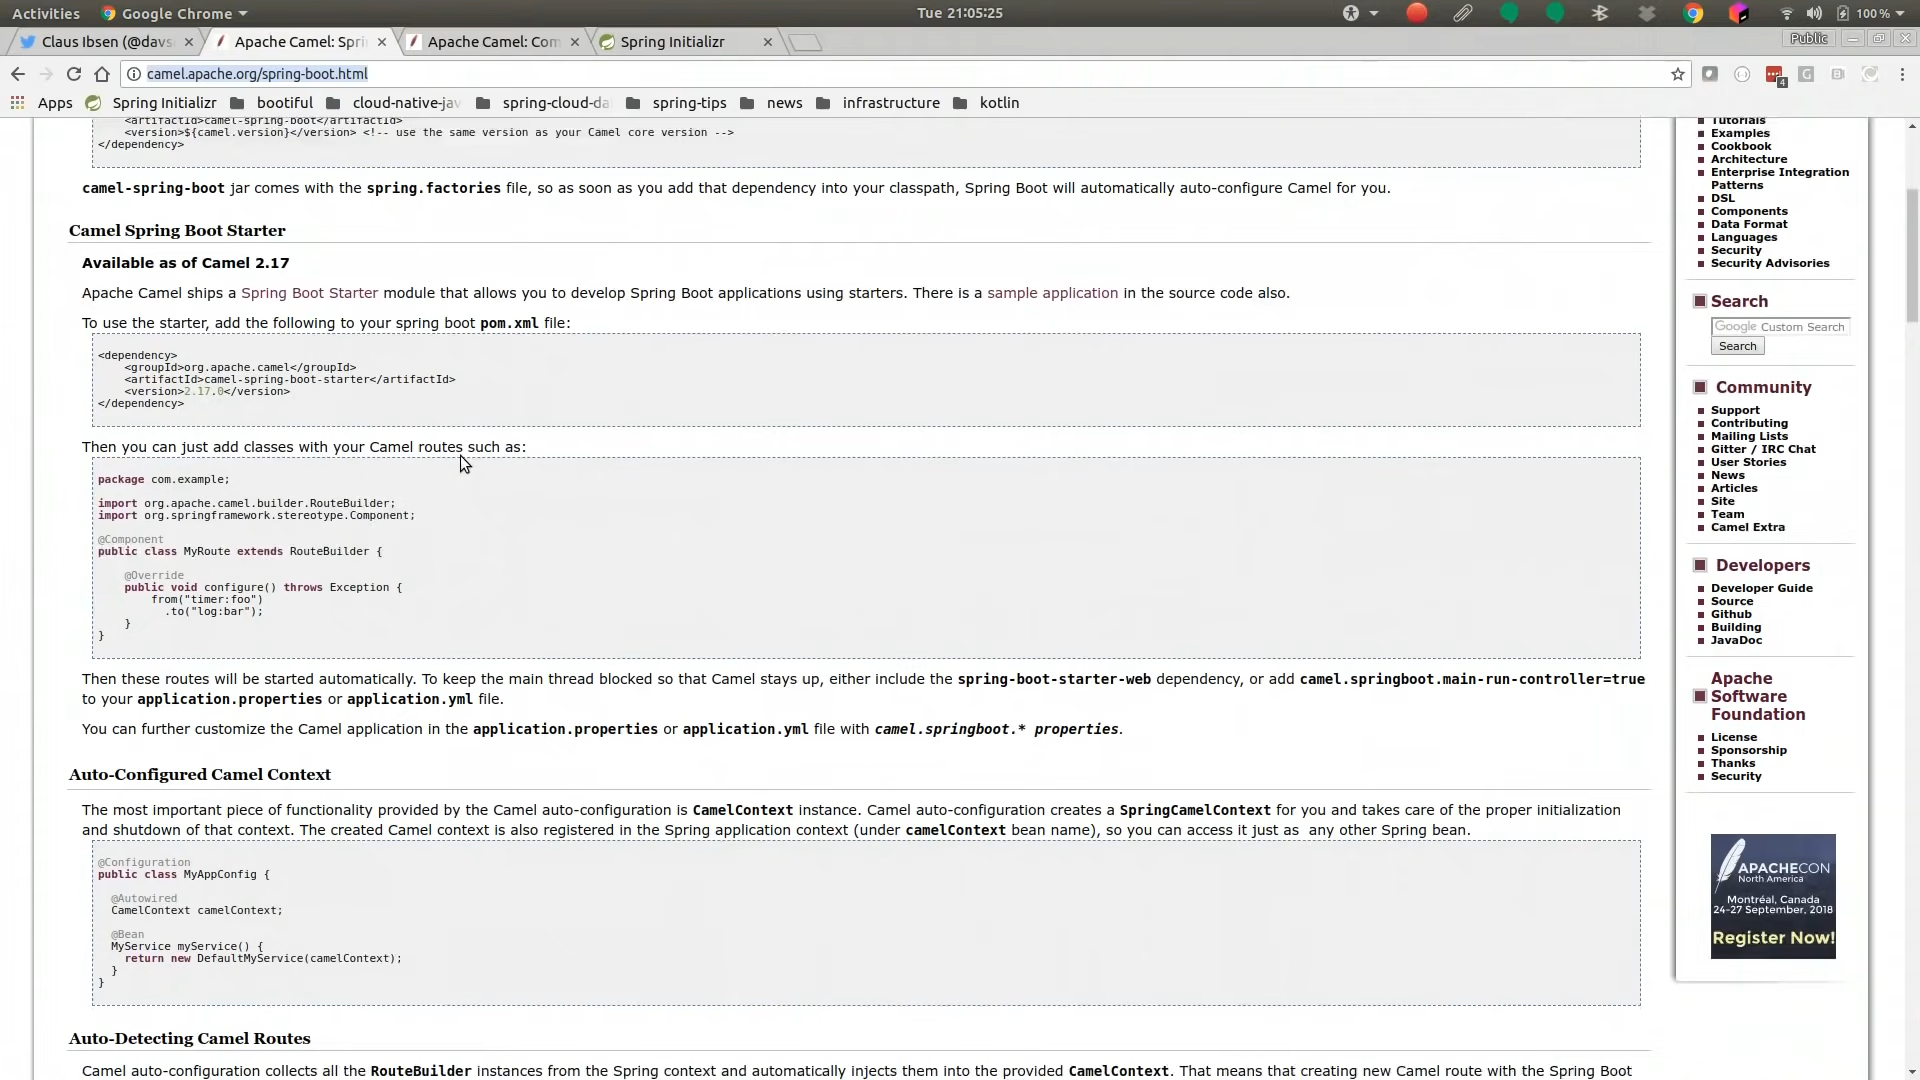 Activities
Google Chrome
Tue 21:05:25
100 %
Claus Ibsen (@davs
Apache Camel: Spri
Apache Camel: Com
Spring Initializr
Public
camel.apache.org/spring-boot.html
4
Apps
Spring Initializr
bootiful
cloud-native-jav
spring-cloud-da
spring-tips
news
infrastructure
kotlin
<artifactId>camel-spring-boot</artifactId>
<version>${camel.version}</version> <!-- use the same version as your Camel core version -->
</dependency>
camel-spring-boot jar comes with the spring.factories file, so as soon as you add that dependency into your classpath, Spring Boot will automatically auto-configure Camel for you.
Camel Spring Boot Starter
Available as of Camel 2.17
Apache Camel ships a Spring Boot Starter module that allows you to develop Spring Boot applications using starters. There is a sample application in the source code also.
To use the starter, add the following to your spring boot pom.xml file:
<dependency>
<groupId>org.apache.camel</groupId>
<artifactId>camel-spring-boot-starter</artifactId>
<version>2.17.0</version>
</dependency>
Then you can just add classes with your Camel routes such as:
package com.example;
import org.apache.camel.builder.RouteBuilder;
import org.springframework.stereotype.Component;
@Component
public class MyRoute extends RouteBuilder {
@Override
public void configure() throws Exception {
from("timer:foo")
.to("log:bar");
}
}
Then these routes will be started automatically. To keep the main thread blocked so that Camel stays up, either include the spring-boot-starter-web dependency, or add camel.springboot.main-run-controller=true
to your application.properties or application.yml file.
You can further customize the Camel application in the application.properties or application.yml file with camel.springboot.* properties.
Auto-Configured Camel Context
The most important piece of functionality provided by the Camel auto-configuration is CamelContext instance. Camel auto-configuration creates a SpringCamelContext for you and takes care of the proper initialization
and shutdown of that context. The created Camel context is also registered in the Spring application context (under camelContext bean name), so you can access it just as any other Spring bean.
@Configuration
public class MyAppConfig {
@Autowired
CamelContext camelContext;
@Bean
MyService myService() {
return new DefaultMyService(camelContext);
}
}
Auto-Detecting Camel Routes
Camel auto-configuration collects all the RouteBuilder instances from the Spring context and automatically injects them into the provided CamelContext. That means that creating new Camel route with the Spring Boot
Tutorials
Examples
Cookbook
Architecture
Enterprise Integration
Patterns
DSL
Components
Data Format
Languages
Security
Security Advisories
Search
Google Custom Search
Search
Community
Support
Contributing
Mailing Lists
Gitter / IRC Chat
User Stories
News
Articles
Site
Team
Camel Extra
Developers
Developer Guide
Source
Github
Building
JavaDoc
Apache
Software
Foundation
License
Sponsorship
Thanks
Security
APACHECON
North America
Montréal, Canada
24-27 September, 2018
Register Now!